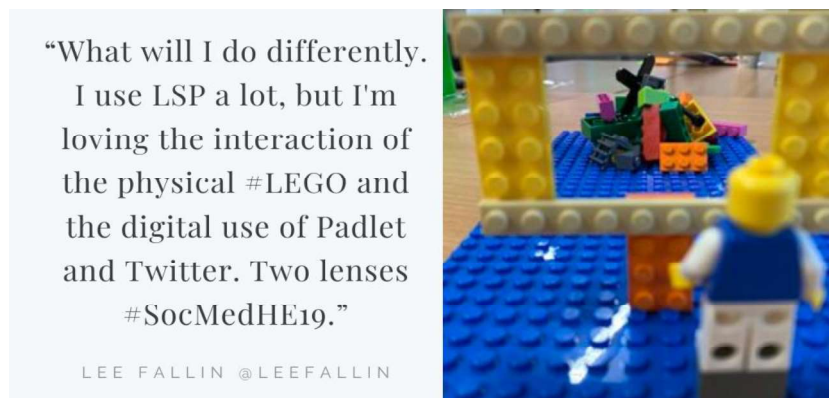 “What will I do differently.
I use LSP a lot, but I'm
loving the interaction of
the physical #LEGO and
the digital use of Padlet
and Twitter. Two lenses
#SocMedHE19.”
LEE FALLIN @LEEFALLIN